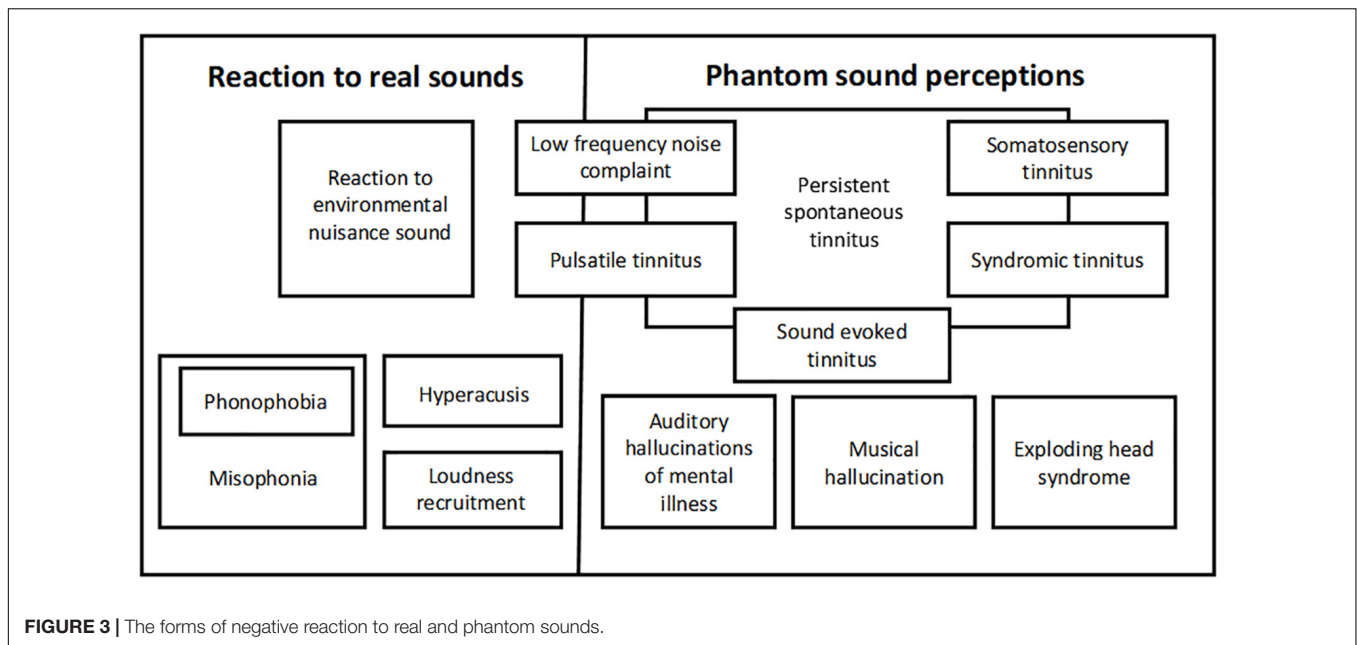 Reaction to real sounds
Phantom sound perceptions
Reaction to
environmental
nuisance sound
Low frequency noise
complaint
Persistent
spontaneous
tinnitus
Somatosensory
tinnitus
Pulsatile tinnitus
Syndromic tinnitus
Sound evoked
tinnitus
Phonophobia
Misophonia
Hyperacusis
Loudness
recruitment
Auditory
hallucinations
of mental
illness
Musical
hallucination
Exploding head
syndrome
FIGURE 3 | The forms of negative reaction to real and phantom sounds.